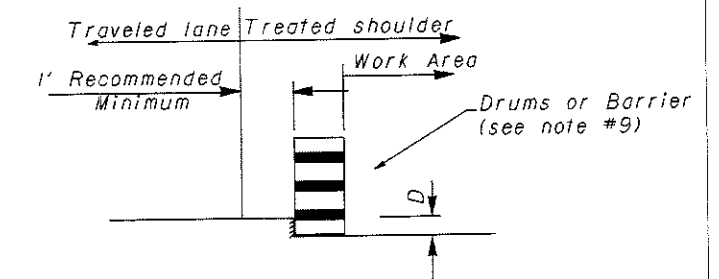 Traveled lane Treated shoulder
Work Area
1' Recommended
Minimum
Drums or Barrier
(see note #9)
D